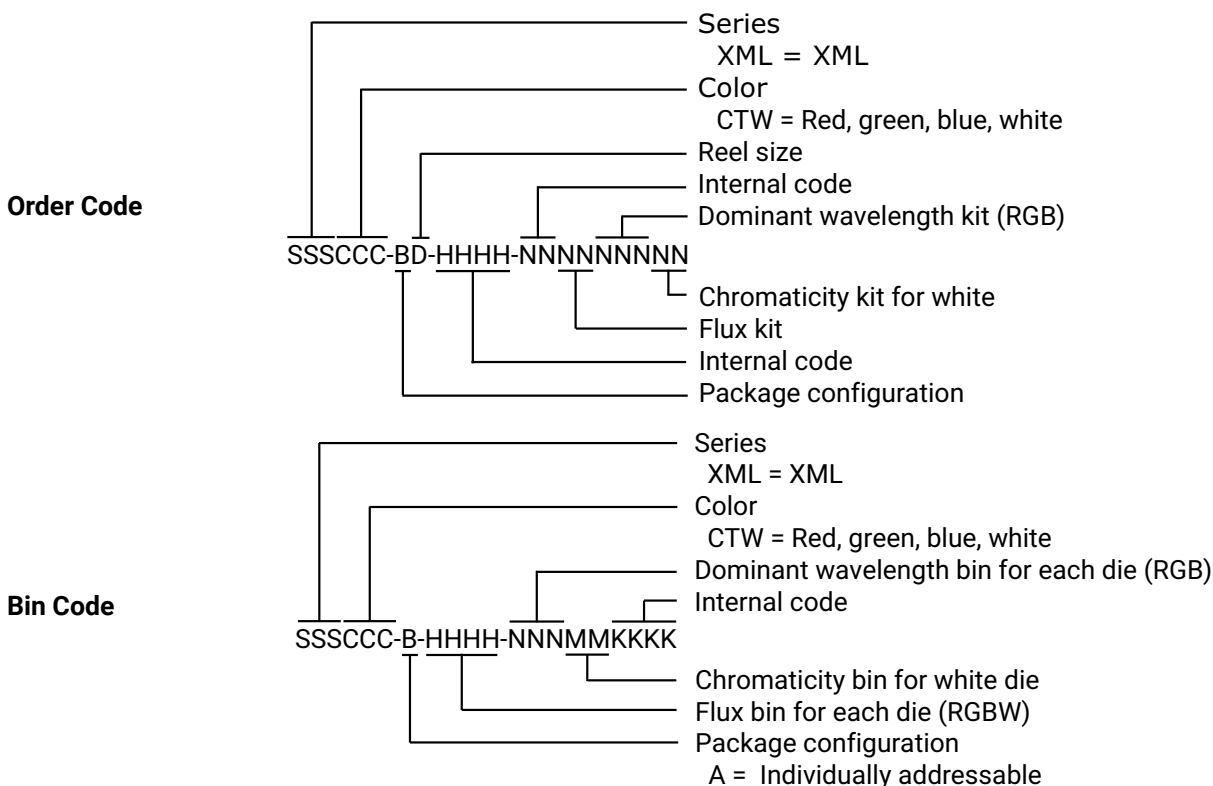 Series
XML = XML
Color
CTW = Red, green, blue, white
Reel size
Internal code
Dominant wavelength kit (RGB)
Order Code
SSSCCC-BD-HHHH-NNNNNNNNN
Chromaticity kit for white
Flux kit
Internal code
Package configuration
Series
XML = XML
Color
CTW = Red, green, blue, white
Dominant wavelength bin for each die (RGB)
Internal code
Bin Code
SSSCCC-B-HHHH-NNNMMKKKK
Chromaticity bin for white die
Flux bin for each die (RGBW)
Package configuration
A = Individually addressable